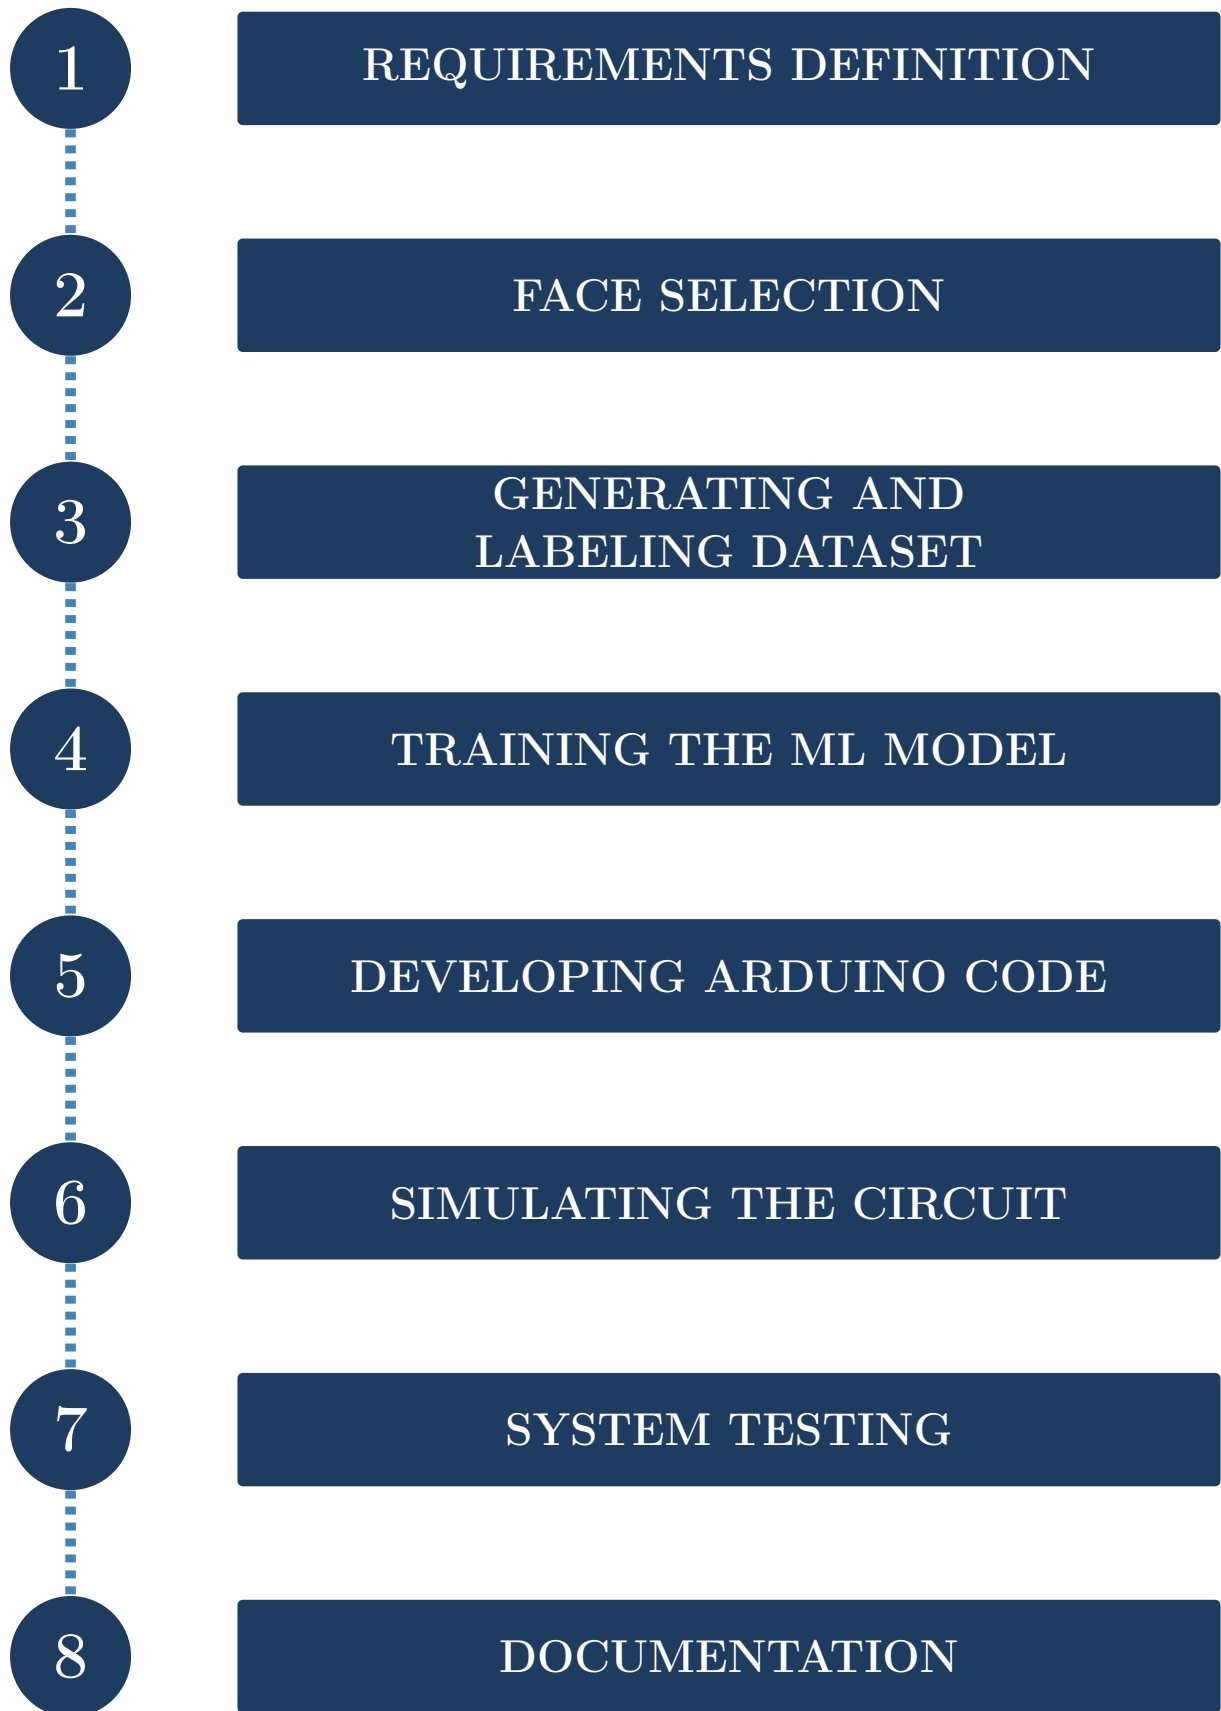 1
REQUIREMENTS DEFINITION
2
FACE SELECTION
3
GENERATING AND
LABELING DATASET
4
TRAINING THE ML MODEL
5
DEVELOPING ARDUINO CODE
6
SIMULATING THE CIRCUIT
7
SYSTEM TESTING
8
DOCUMENTATION